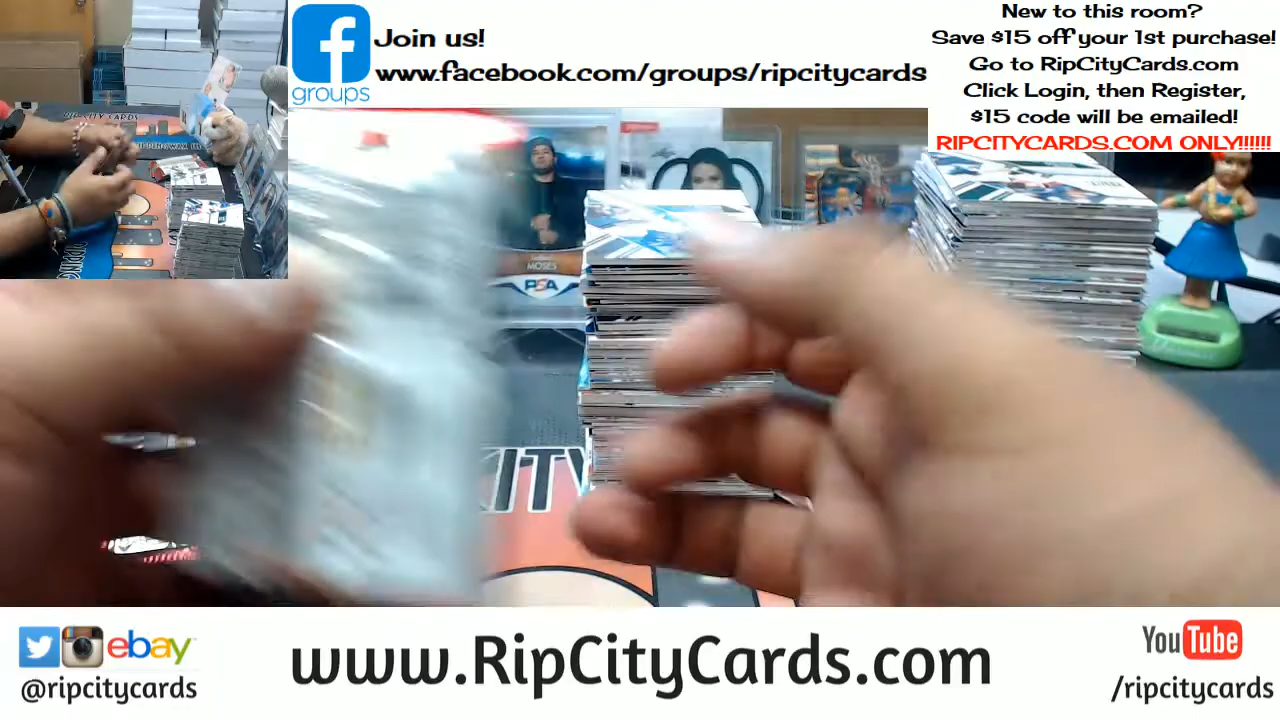 Join us!
www.facebook.com/groups/ripcitycards
groups
New to this room?
Save $15 off your 1st purchase!
Go to RipCityCards.com
Click Login, then Register,
$15 code will be emailed!
RIPCITYCARDS.COM ONLY!!!!!!
MOSES
PSA
ebay
@ripcitycards
www.RipCityCards.com
YouTube
/ripcitycards